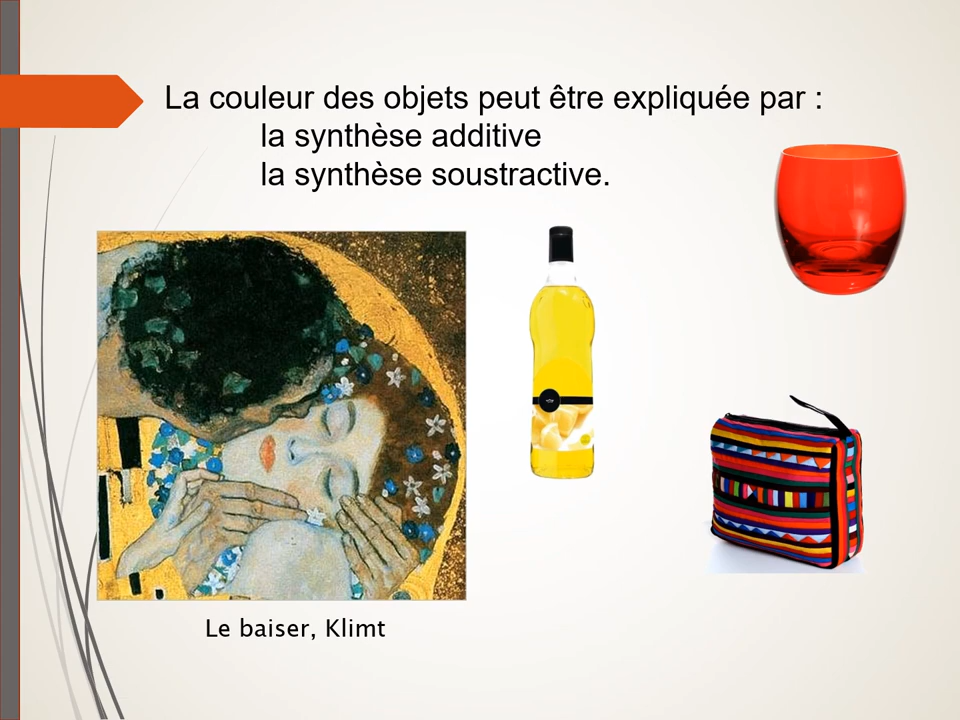 La couleur des objets peut être expliquée par :
la synthèse additive
la synthèse soustractive.
Le baiser, Klimt